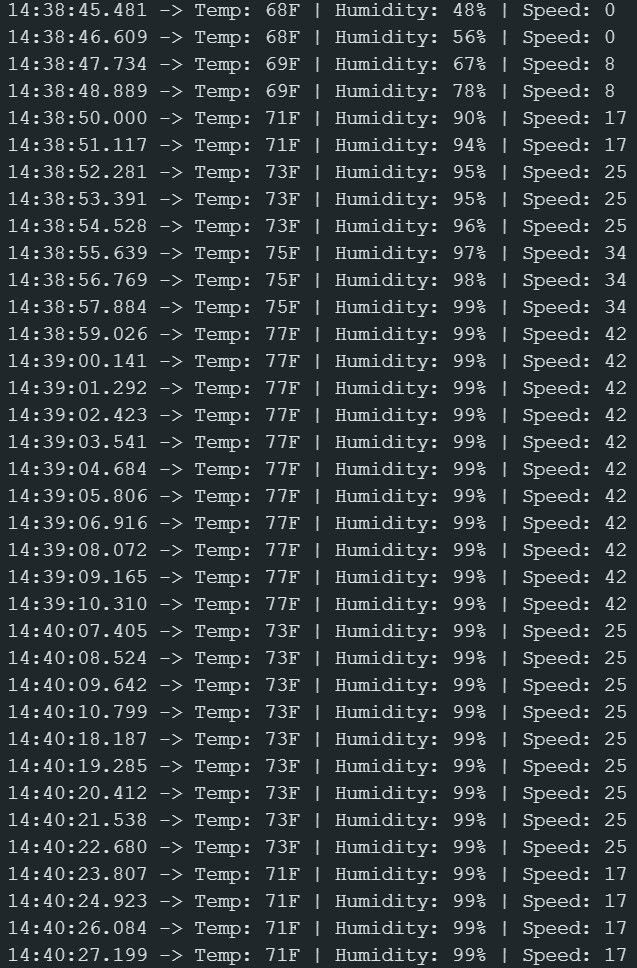 14:38:45.481 -> Temp: 68F | Humidity: 48% | Speed: 0
14:38:46.609 -> Temp: 68F | Humidity: 56% | Speed: 0
14:38:47.734 -> Temp: 69F | Humidity: 67% | Speed: 8
14:38:48.889 -> Temp: 69F | Humidity: 78% | Speed: 8
14:38:50.000 -> Temp: 71F | Humidity: 90% | Speed: 17
14:38:51.117 -> Temp: 71F | Humidity: 94% | Speed: 17
14:38:52.281 -> Temp: 73F | Humidity: 95% | Speed: 25
14:38:53.391 -> Temp: 73F | Humidity: 95% | Speed: 25
14:38:54.528 -> Temp: 73F | Humidity: 96% | Speed: 25
14:38:55.639 -> Temp: 75F | Humidity: 97% | Speed: 34
14:38:56.769 -> Temp: 75F | Humidity: 98% | Speed: 34
14:38:57.884 -> Temp: 75F | Humidity: 99% | Speed: 34
14:38:59.026 -> Temp: 77F | Humidity: 99% | Speed: 42
14:39:00.141 -> Temp: 77F | Humidity: 99% | Speed: 42
14:39:01.292 -> Temp: 77F | Humidity: 99% | Speed: 42
14:39:02.423 -> Temp: 77F | Humidity: 99% | Speed: 42
14:39:03.541 -> Temp: 77F | Humidity: 99% | Speed: 42
14:39:04.684 -> Temp: 77F | Humidity: 99% | Speed: 42
14:39:05.806 -> Temp: 77F | Humidity: 99% | Speed: 42
14:39:06.916 -> Temp: 77F | Humidity: 99% | Speed: 42
14:39:08.072 -> Temp: 77F | Humidity: 99% | Speed: 42
14:39:09.165 -> Temp: 77F | Humidity: 99% | Speed: 42
14:39:10.310 -> Temp: 77F | Humidity: 99% | Speed: 42
14:40:07.405 -> Temp: 73F | Humidity: 99% | Speed: 25
14:40:08.524 -> Temp: 73F | Humidity: 99% | Speed: 25
14:40:09.642 -> Temp: 73F | Humidity: 99% | Speed: 25
14:40:10.799 -> Temp: 73F | Humidity: 99% | Speed: 25
14:40:18.187 -> Temp: 73F | Humidity: 99% | Speed: 25
14:40:19.285 -> Temp: 73F | Humidity: 99% | Speed: 25
14:40:20.412 -> Temp: 73F | Humidity: 99% | Speed: 25
14:40:21.538 -> Temp: 73F | Humidity: 99% | Speed: 25
14:40:22.680 -> Temp: 73F | Humidity: 99% | Speed: 25
14:40:23.807 -> Temp: 71F | Humidity: 99% | Speed: 17
14:40:24.923 -> Temp: 71F | Humidity: 99% | Speed: 17
14:40:26.084 -> Temp: 71F | Humidity: 99% | Speed: 17
14:40:27.199 -> Temp: 71F | Humidity: 99% | Speed: 17